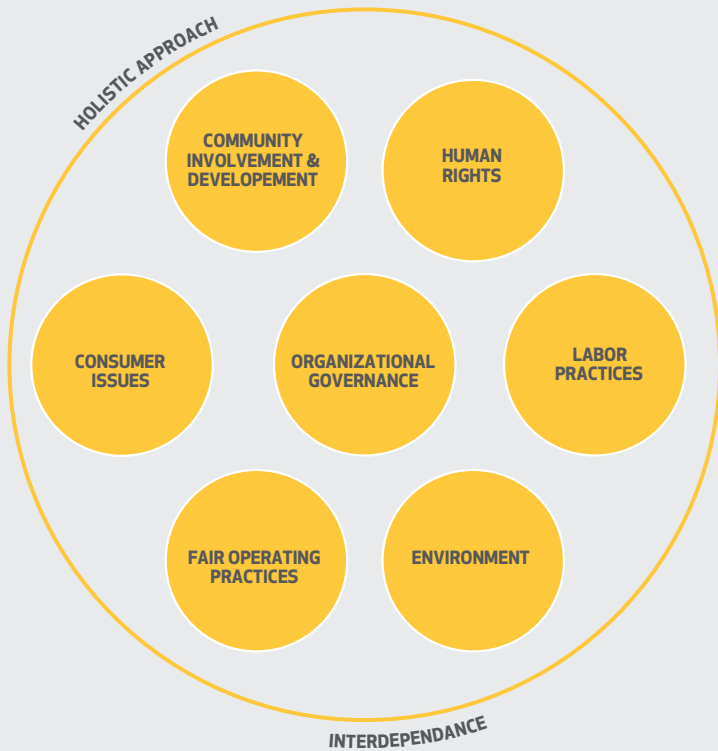 HOLISTIC APPROACH
COMMUNITY
INVOLVEMENT &
DEVELOPEMENT
HUMAN
RIGHTS
CONSUMER
ISSUES
ORGANIZATIONAL
GOVERNANCE
LABOR
PRACTICES
FAIR OPERATING
PRACTICES
ENVIRONMENT
INTERDEPENDANCE